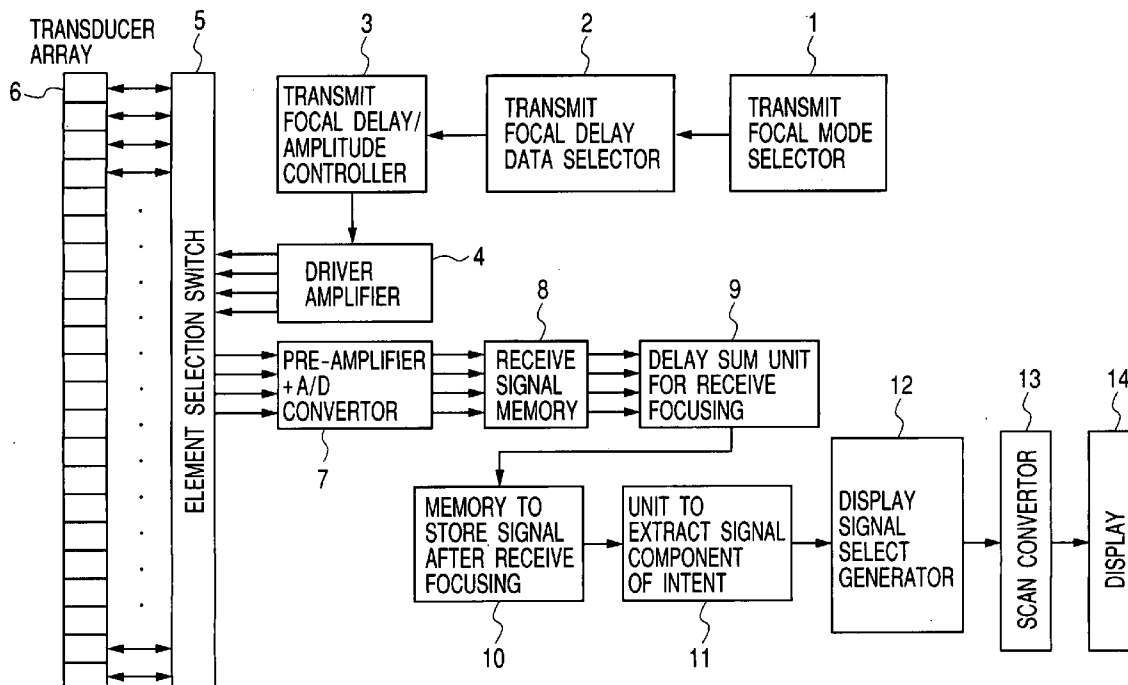 TRANSDUCER
ARRAY
6
5
3
2
1
TRANSMIT
FOCAL DELAY/
AMPLITUDE
CONTROLLER
TRANSMIT
FOCAL DELAY
DATA SELECTOR
TRANSMIT
FOCAL MODE
SELECTOR
ELEMENT SELECTION SWITCH
DRIVER
AMPLIFIER
4
8
9
PRE-AMPLIFIER
+A/D
CONVERTOR
7
RECEIVE
SIGNAL
MEMORY
DELAY SUM UNIT
FOR RECEIVE
FOCUSING
12
13
14
MEMORY TO
STORE SIGNAL
AFTER RECEIVE
FOCUSING
10
UNIT TO
EXTRACT SIGNAL
COMPONENT
OF INTENT
11
DISPLAY
SIGNAL
SELECT
GENERATOR
SCAN CONVERTOR
DISPLAY